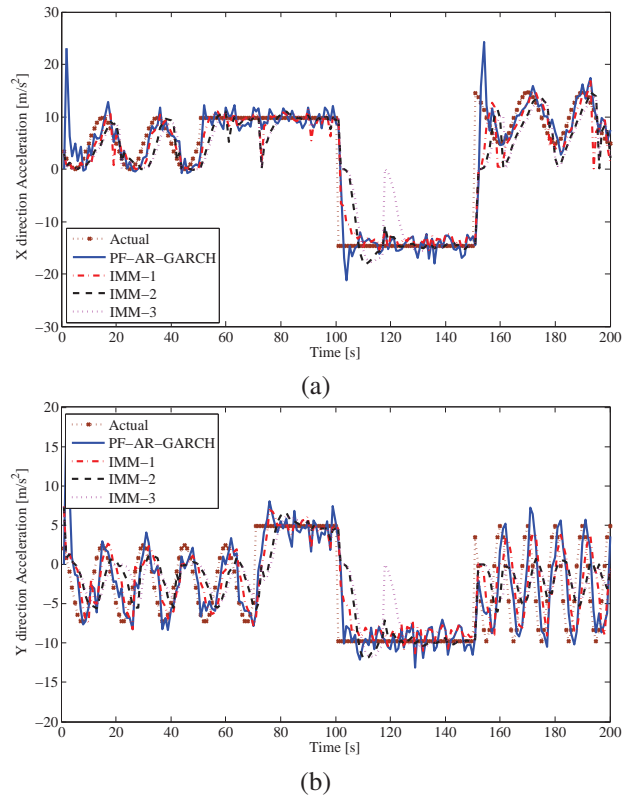 30
20
10
0
−10
−20
−30
X direction Acceleration [m/s²]
Actual
PF−AR−GARCH
IMM−1
IMM−2
IMM−3
0 20 40 60 80 100 120 140 160 180 200
Time [s]
(a)
20
15
10
5
0
−5
−10
−15
−20
Y direction Acceleration [m/s²]
Actual
PF−AR−GARCH
IMM−1
IMM−2
IMM−3
0 20 40 60 80 100 120 140 160 180 200
Time [s]
(b)